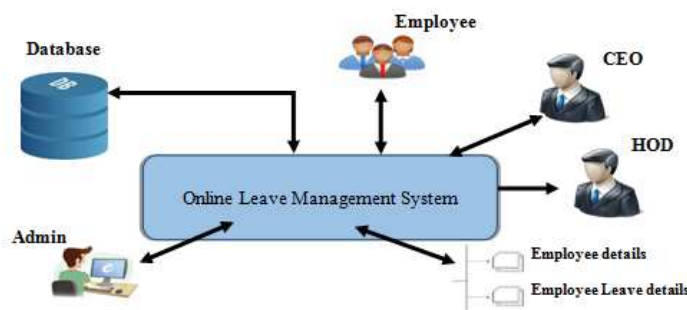 Employee
Database
CEO
DB
HOD
Online Leave Management System
Admin
Employee details
Employee Leave details